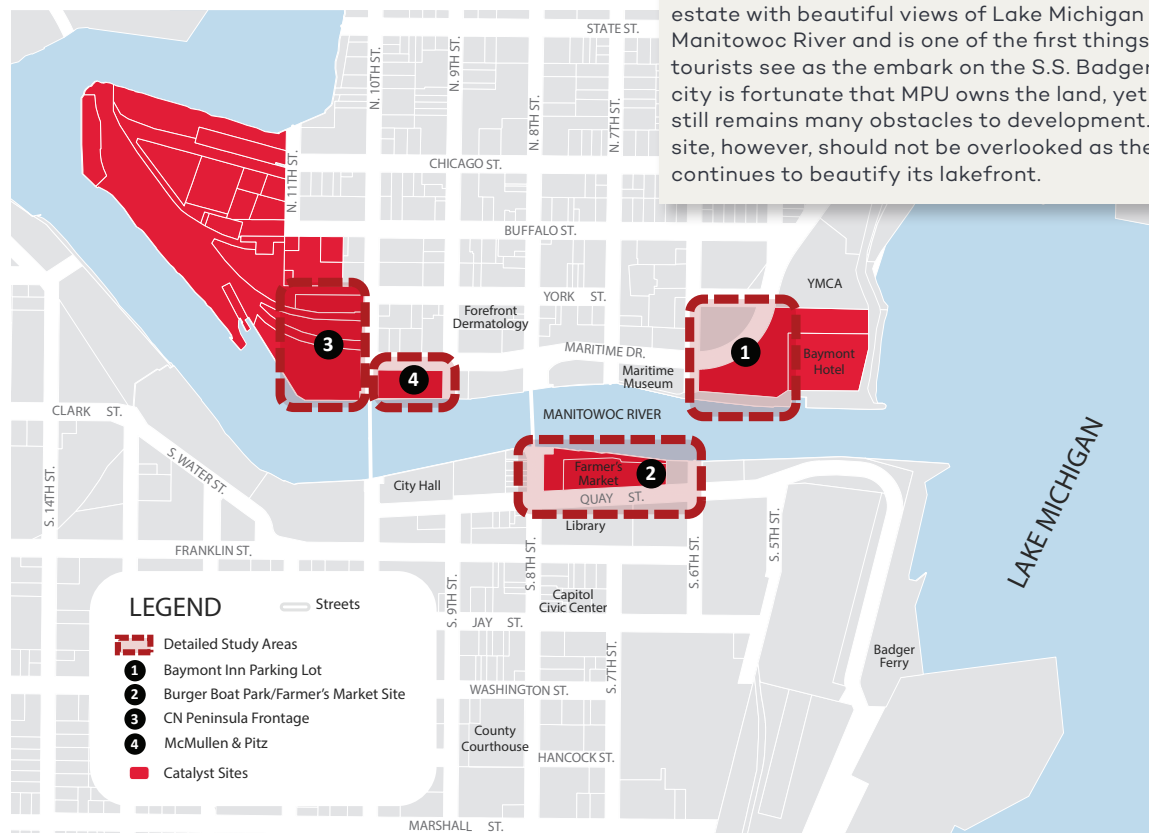 estate with beautiful views of Lake Michigan
Manitowoc River and is one of the first things
tourists see as the embark on the S.S. Badger
city is fortunate that MPU owns the land, yet
still remains many obstacles to development.
site, however, should not be overlooked as the
continues to beautify its lakefront.
STATE ST.
N. 10TH ST.
N. 9TH ST.
N. 8TH ST.
N. 7TH ST.
CHICAGO ST.
N. 11TH ST.
BUFFALO ST.
YMCA
YORK ST.
Forefront
Dermatology
MARITIME DR.
Maritime
Museum
1
Baymont
Hotel
3
4
MANITOWOC RIVER
CLARK ST.
S. WATER ST.
S. 14TH ST.
City Hall
Farmer's
Market
2
QUAY ST.
Library
LAKE MICHIGAN
FRANKLIN ST.
S. 9TH ST.
S. 8TH ST.
S. 6TH ST.
S. 5TH ST.
Capitol
Civic Center
JAY ST.
S. 7TH ST.
Badger
Ferry
WASHINGTON ST.
County
Courthouse
HANCOCK ST.
MARSHALL ST.
LEGEND
Streets
Detailed Study Areas
1 Baymont Inn Parking Lot
2 Burger Boat Park/Farmer's Market Site
3 CN Peninsula Frontage
4 McMullen & Pitz
Catalyst Sites